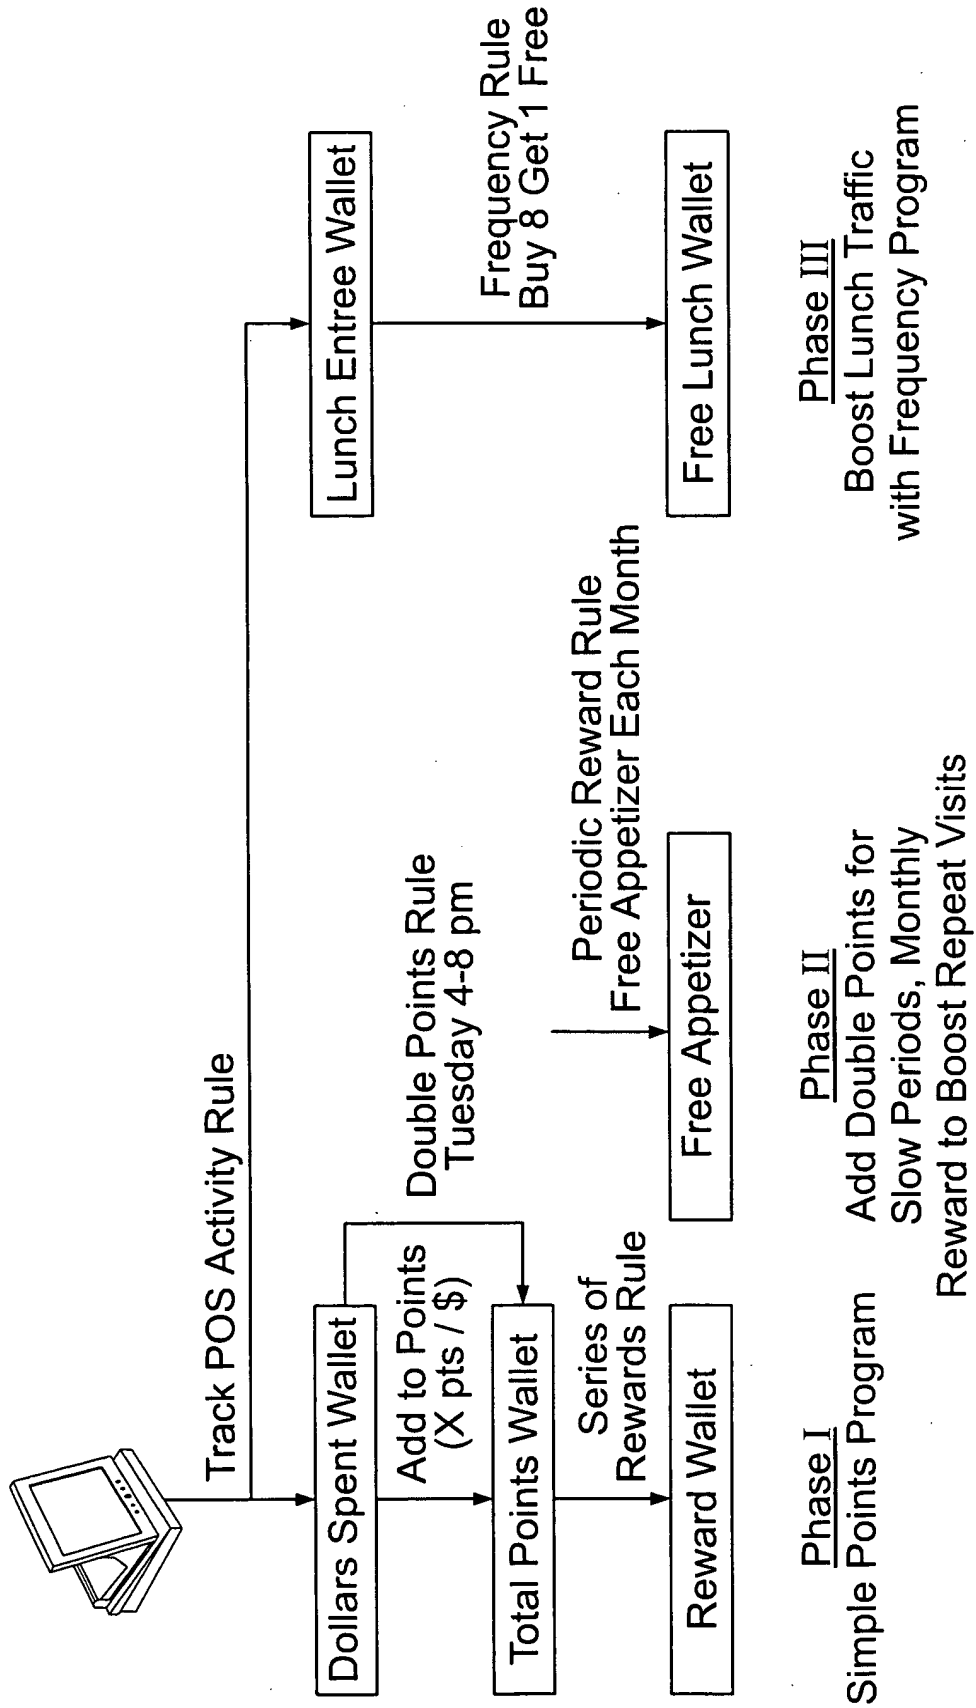 Track POS Activity Rule
Dollars Spent Wallet
Add to Points
(X pts / $)
Double Points Rule
Tuesday 4-8 pm
Total Points Wallet
Series of
Rewards Rule
Reward Wallet
Periodic Reward Rule
Free Appetizer Each Month
Free Appetizer
Lunch Entree Wallet
Frequency Rule
Buy 8 Get 1 Free
Free Lunch Wallet
Phase I
Simple Points Program
Phase II
Add Double Points for
Slow Periods, Monthly
Reward to Boost Repeat Visits
Phase III
Boost Lunch Traffic
with Frequency Program